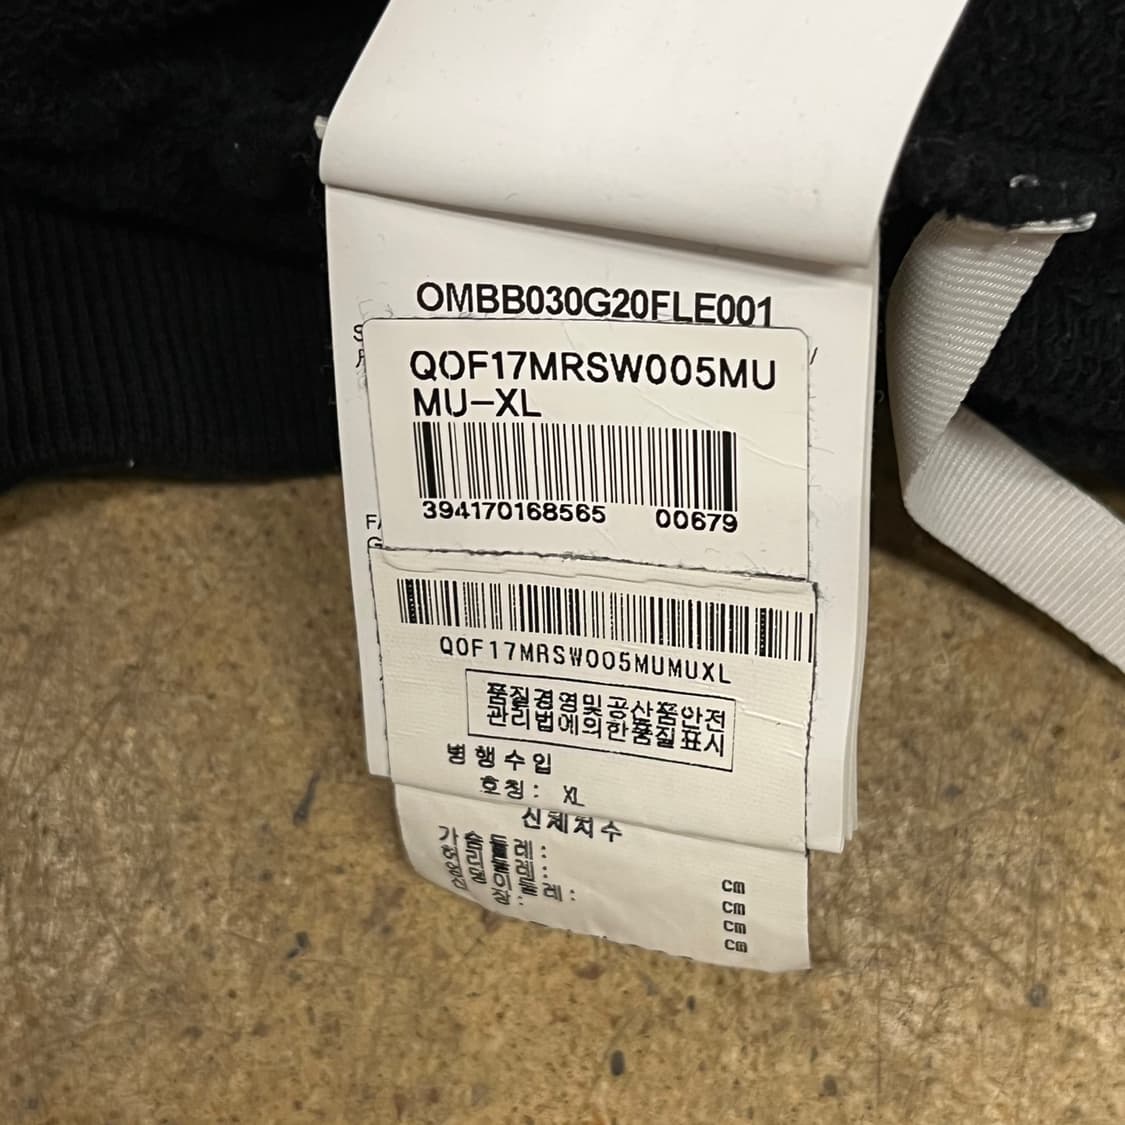 OMBB030G20FLE001
QOF17MRSW005MU
MU-XL
394170168565 00679
QOF17MRSW005MUMUXL
품질경영및공산품안전
관리법에의한품질표시
병행수입
호칭: XL
신체치수
가슴둘레:
cm
cm
cm
cm